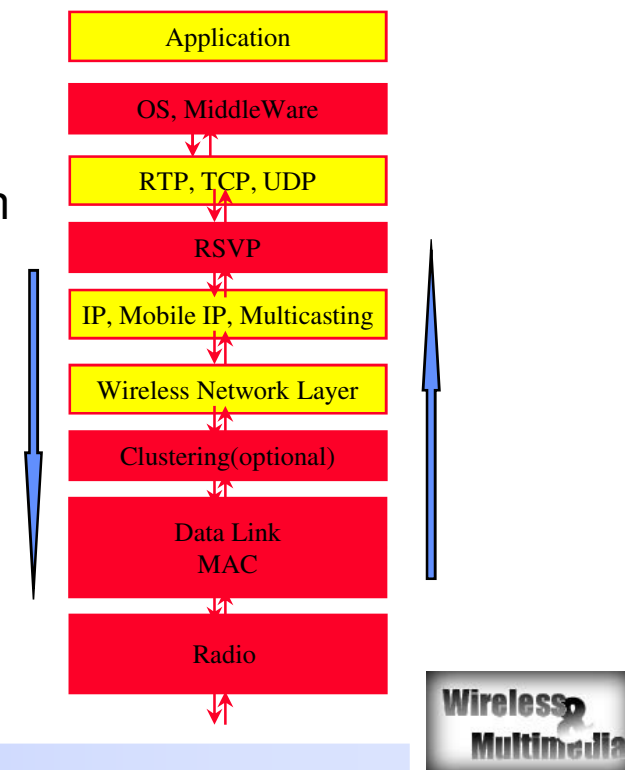 Application
OS, MiddleWare
RTP, TCP, UDP
n
RSVP
IP, Mobile IP, Multicasting
Wireless Network Layer
Clustering(optional)
Data Link
MAC
Radio
Wireless
&
Multimedia